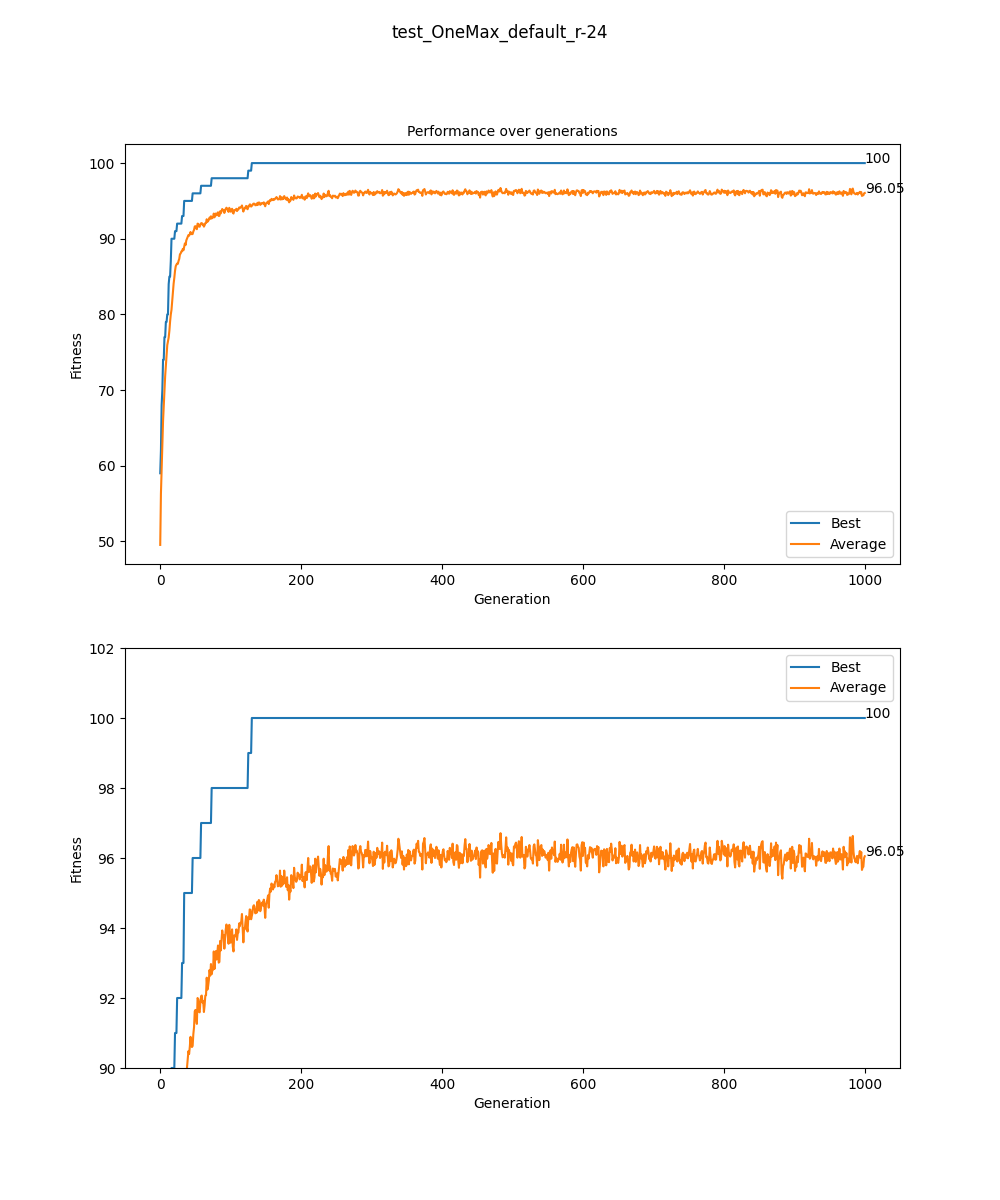 test_OneMax_default_r-24
Performance over generations
100
90
80
70
60
50
Fitness
100
96.05
Best
Average
0 200 400 600 800 1000
Generation
102
100
98
96
94
92
90
Fitness
Best
Average
100
96.05
0 200 400 600 800 1000
Generation